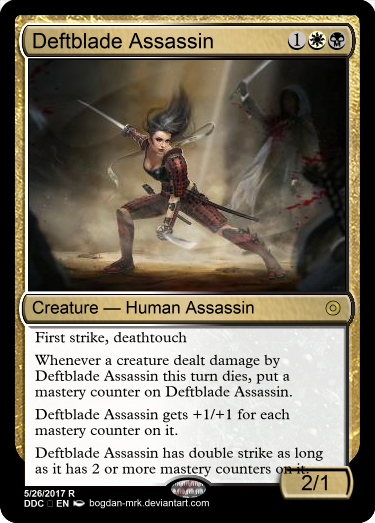 Deftblade Assassin 1
Creature — Human Assassin
First strike, deathtouch
Whenever a creature dealt damage by
Deftblade Assassin this turn dies, put a
mastery counter on Deftblade Assassin.
Deftblade Assassin gets +1/+1 for each
mastery counter on it.
Deftblade Assassin has double strike as long
as it has 2 or more mastery counters on it.
2/1
5/26/2017 R
DDC EN bogdan-mrk.deviantart.com